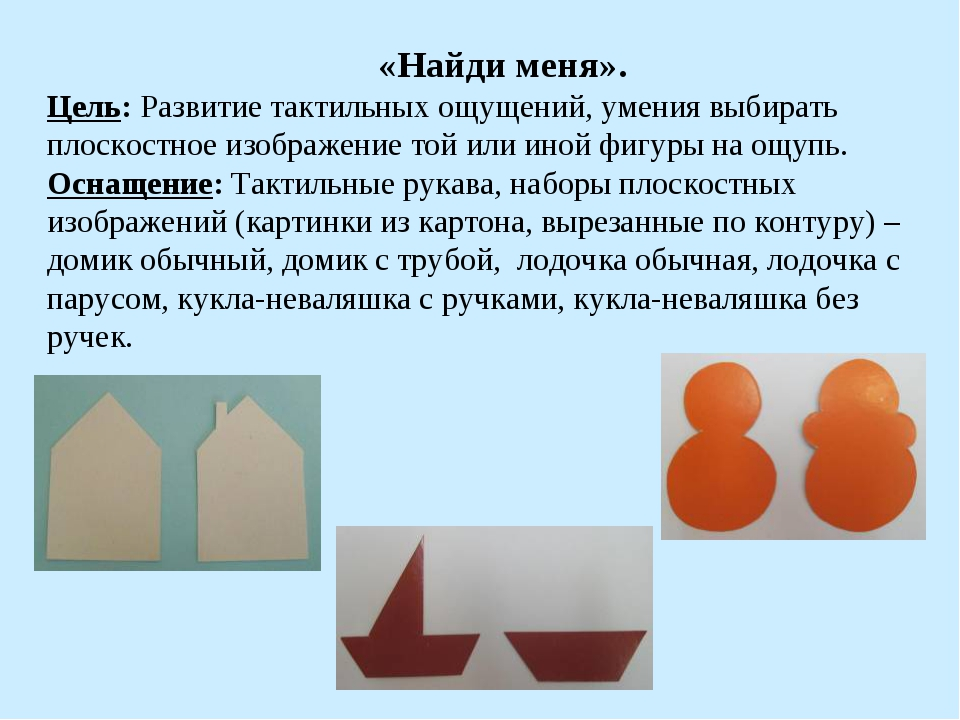 «Найди меня».
Цель: Развитие тактильных ощущений, умения выбирать
плоскостное изображение той или иной фигуры на ощупь.
Оснащение: Тактильные рукава, наборы плоскостных
изображений (картинки из картона, вырезанные по контуру) –
домик обычный, домик с трубой, лодочка обычная, лодочка с
парусом, кукла-неваляшка с ручками, кукла-неваляшка без
ручек.